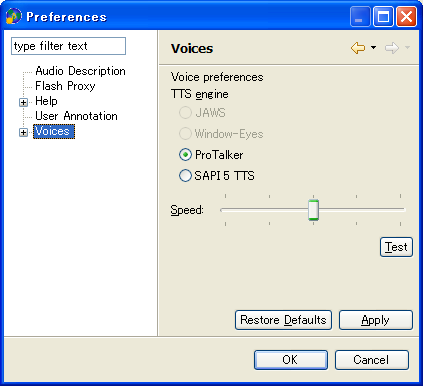 Preferences
type filter text
Audio Description
Flash Proxy
Help
User Annotation
Voices
Voices
Voice preferences
TTS engine
JAWS
Window-Eyes
ProTalker
SAPI 5 TTS
Speed:
Test
Restore Defaults
Apply
OK
Cancel